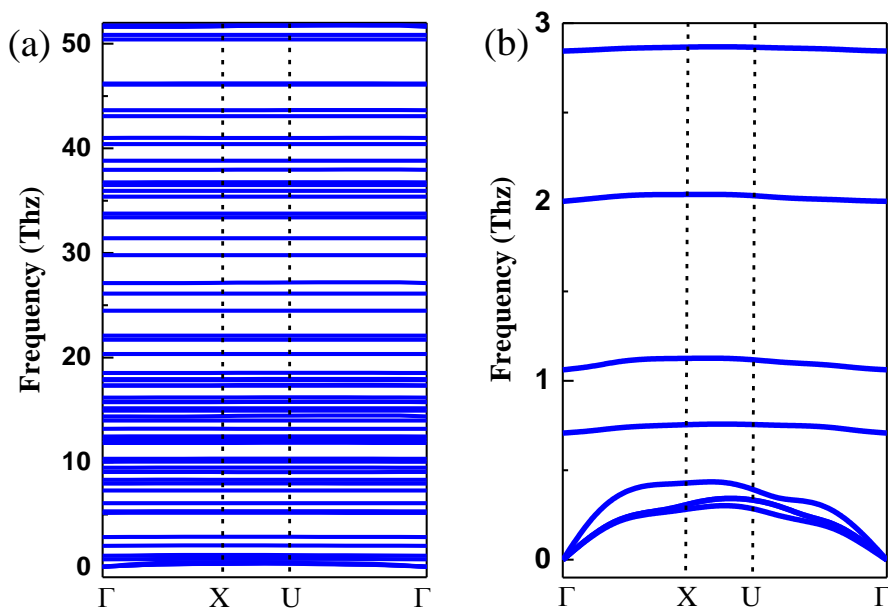 (a)
Frequency (Thz)
50
40
30
20
10
0
Γ X U Γ
(b)
Frequency (Thz)
3
2
1
0
Γ X U Γ